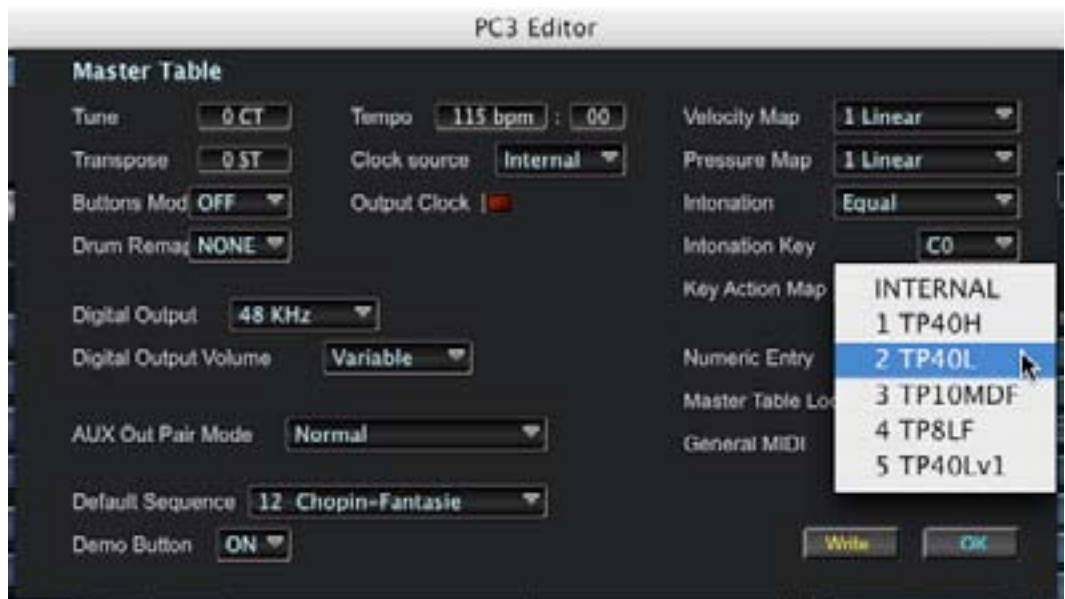 PC3 Editor
Master Table
Tune 0 CT
Transpose 0 ST
Buttons Mod OFF
Drum Remap NONE
Digital Output 48 KHz
Digital Output Volume Variable
AUX Out Pair Mode Normal
Default Sequence 12 Chopin-Fantasie
Demo Button ON
Tempo 115 bpm : 00
Clock source Internal
Output Clock
Velocity Map 1 Linear
Pressure Map 1 Linear
Intonation Equal
Intonation Key C0
Key Action Map
Numeric Entry
Master Table Loc
General MIDI
INTERNAL
1 TP40H
2 TP40L
3 TP10MDF
4 TP8LF
5 TP40Lv1
Write OK